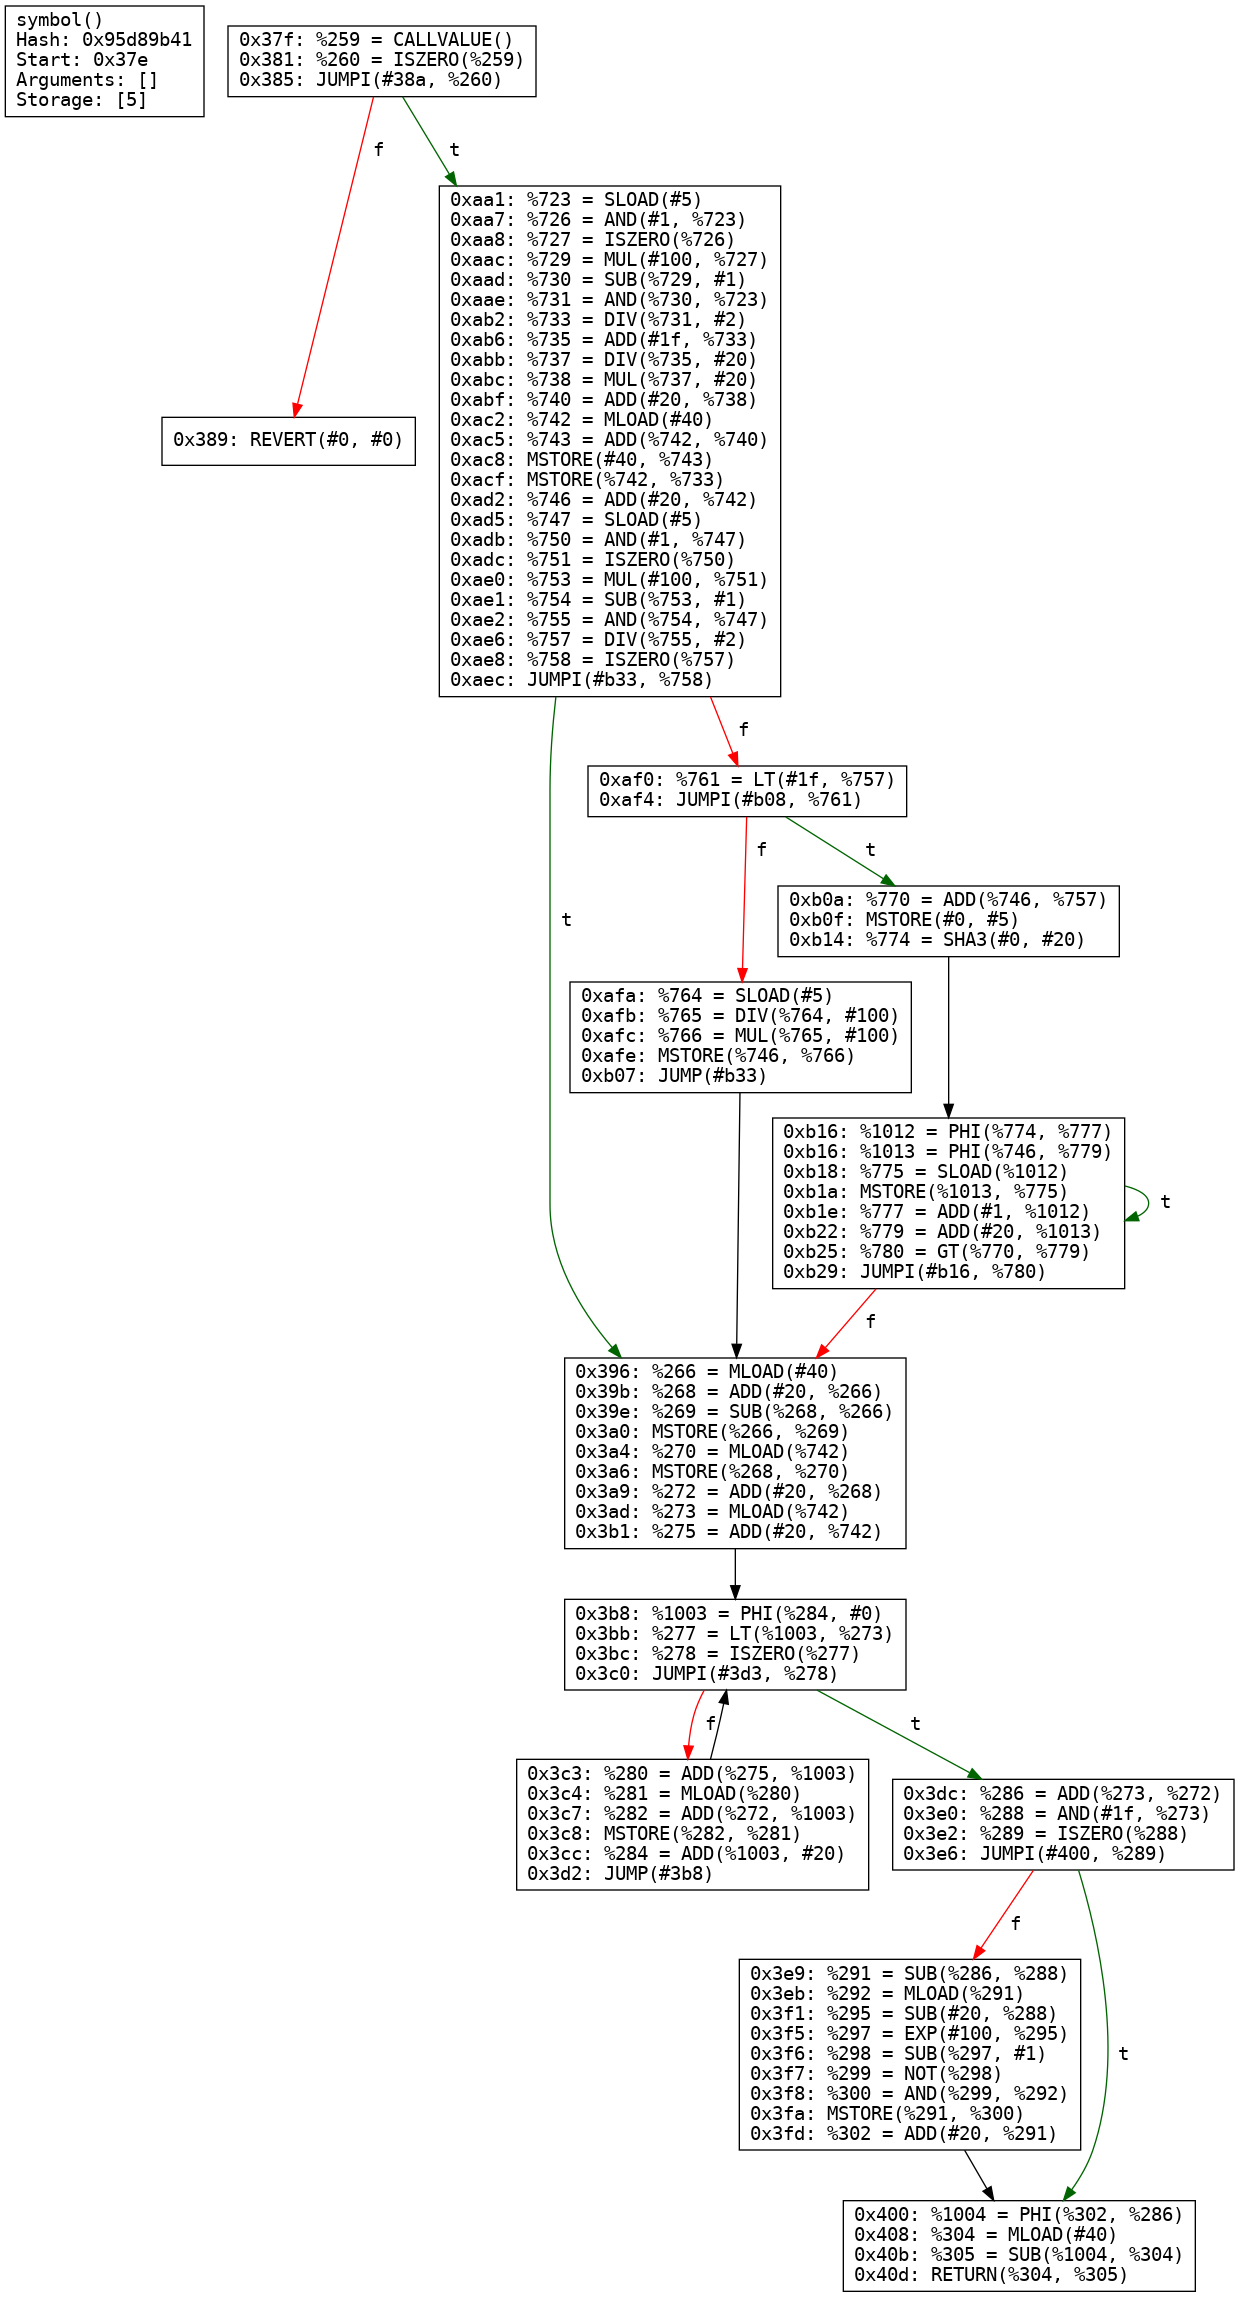 symbol()
Hash: 0x95d89b41
Start: 0x37e
Arguments: []
Storage: [5]
0x37f: %259 = CALLVALUE()
0x381: %260 = ISZERO(%259)
0x385: JUMPI(#38a, %260)
f
t
0xaa1: %723 = SLOAD(#5)
0xaa7: %726 = AND(#1, %723)
0xaa8: %727 = ISZERO(%726)
0xaac: %729 = MUL(#100, %727)
0xaad: %730 = SUB(%729, #1)
0xaae: %731 = AND(%730, %723)
0xab2: %733 = DIV(%731, #2)
0xab6: %735 = ADD(#1f, %733)
0xabb: %737 = DIV(%735, #20)
0xabc: %738 = MUL(%737, #20)
0xabf: %740 = ADD(#20, %738)
0xac2: %742 = MLOAD(#40)
0xac5: %743 = ADD(%742, %740)
0xac8: MSTORE(#40, %743)
0xacf: MSTORE(%742, %733)
0xad2: %746 = ADD(#20, %742)
0xad5: %747 = SLOAD(#5)
0xadb: %750 = AND(#1, %747)
0xadc: %751 = ISZERO(%750)
0xae0: %753 = MUL(#100, %751)
0xae1: %754 = SUB(%753, #1)
0xae2: %755 = AND(%754, %747)
0xae6: %757 = DIV(%755, #2)
0xae8: %758 = ISZERO(%757)
0xaec: JUMPI(#b33, %758)
0x389: REVERT(#0, #0)
f
0xaf0: %761 = LT(#1f, %757)
0xaf4: JUMPI(#b08, %761)
f
t
0xb0a: %770 = ADD(%746, %757)
0xb0f: MSTORE(#0, #5)
0xb14: %774 = SHA3(#0, #20)
t
0xafa: %764 = SLOAD(#5)
0xafb: %765 = DIV(%764, #100)
0xafc: %766 = MUL(%765, #100)
0xafe: MSTORE(%746, %766)
0xb07: JUMP(#b33)
0xb16: %1012 = PHI(%774, %777)
0xb16: %1013 = PHI(%746, %779)
0xb18: %775 = SLOAD(%1012)
0xb1a: MSTORE(%1013, %775)
0xb1e: %777 = ADD(#1, %1012)
0xb22: %779 = ADD(#20, %1013)
0xb25: %780 = GT(%770, %779)
0xb29: JUMPI(#b16, %780)
t
f
0x396: %266 = MLOAD(#40)
0x39b: %268 = ADD(#20, %266)
0x39e: %269 = SUB(%268, %266)
0x3a0: MSTORE(%266, %269)
0x3a4: %270 = MLOAD(%742)
0x3a6: MSTORE(%268, %270)
0x3a9: %272 = ADD(#20, %268)
0x3ad: %273 = MLOAD(%742)
0x3b1: %275 = ADD(#20, %742)
0x3b8: %1003 = PHI(%284, #0)
0x3bb: %277 = LT(%1003, %273)
0x3bc: %278 = ISZERO(%277)
0x3c0: JUMPI(#3d3, %278)
f
t
0x3c3: %280 = ADD(%275, %1003)
0x3c4: %281 = MLOAD(%280)
0x3c7: %282 = ADD(%272, %1003)
0x3c8: MSTORE(%282, %281)
0x3cc: %284 = ADD(%1003, #20)
0x3d2: JUMP(#3b8)
0x3dc: %286 = ADD(%273, %272)
0x3e0: %288 = AND(#1f, %273)
0x3e2: %289 = ISZERO(%288)
0x3e6: JUMPI(#400, %289)
f
0x3e9: %291 = SUB(%286, %288)
0x3eb: %292 = MLOAD(%291)
0x3f1: %295 = SUB(#20, %288)
0x3f5: %297 = EXP(#100, %295)
0x3f6: %298 = SUB(%297, #1)
0x3f7: %299 = NOT(%298)
0x3f8: %300 = AND(%299, %292)
0x3fa: MSTORE(%291, %300)
0x3fd: %302 = ADD(#20, %291)
t
0x400: %1004 = PHI(%302, %286)
0x408: %304 = MLOAD(#40)
0x40b: %305 = SUB(%1004, %304)
0x40d: RETURN(%304, %305)